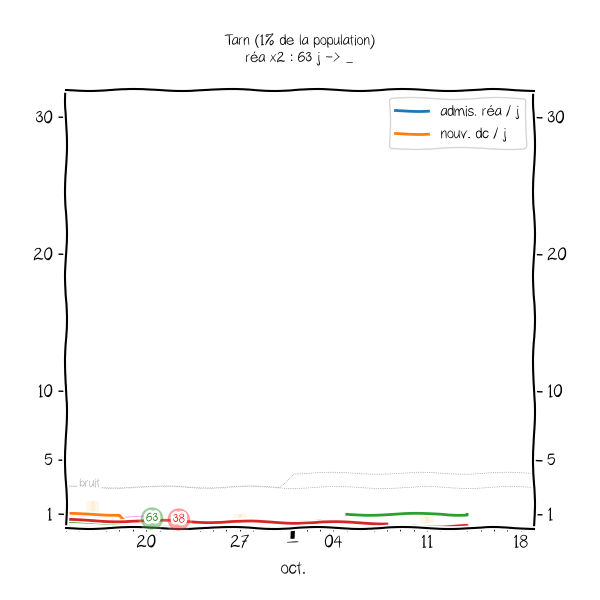 Tarn (1% de la population)
réa x2 : 63 j -> _
30
20
10
5
1
30
20
10
5
1
admis. réa / j
nouv. dc / j
bruit
63
38
20 27 04 11 18
oct.